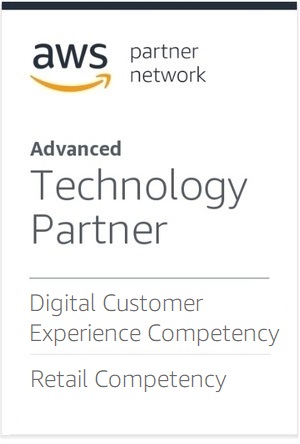 aws partner
network
Advanced
Technology
Partner
Digital Customer
Experience Competency
Retail Competency